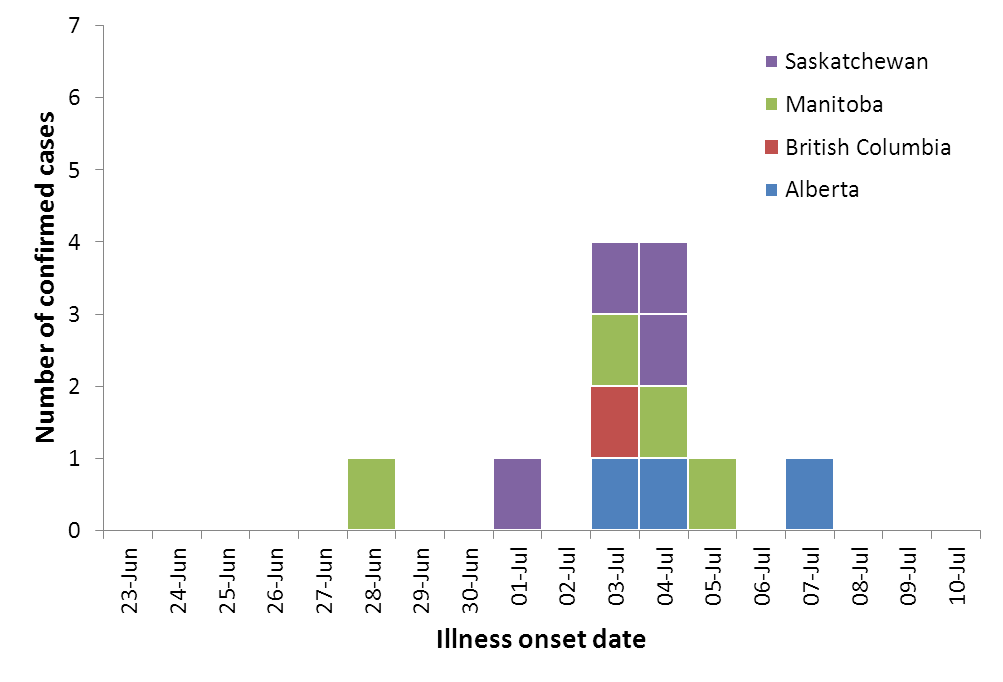 Number of confirmed cases
7
6
5
4
3
2
1
0
Saskatchewan
Manitoba
British Columbia
Alberta
23-Jun
24-Jun
25-Jun
26-Jun
27-Jun
28-Jun
29-Jun
30-Jun
01-Jul
02-Jul
03-Jul
04-Jul
05-Jul
06-Jul
07-Jul
08-Jul
09-Jul
10-Jul
Illness onset date